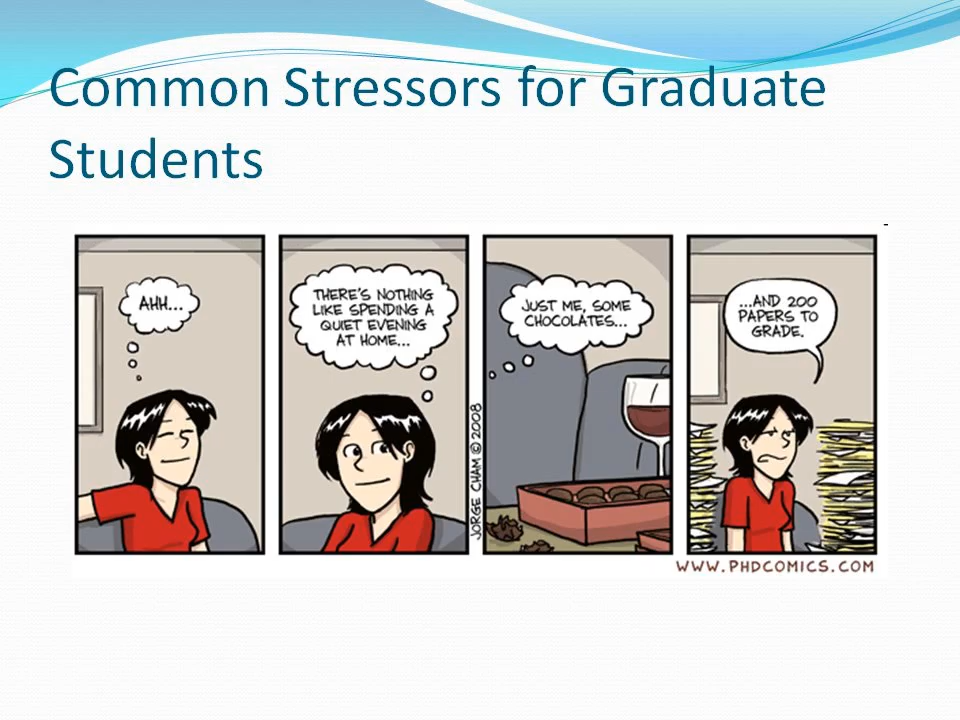 Common Stressors for Graduate
Students
AHH...
THERE'S NOTHING
LIKE SPENDING A
QUIET EVENING
AT HOME...
JORGE CHAM © 2008
JUST ME, SOME
CHOCOLATES...
...AND 200
PAPERS TO
GRADE.
WWW.PHDCOMICS.COM